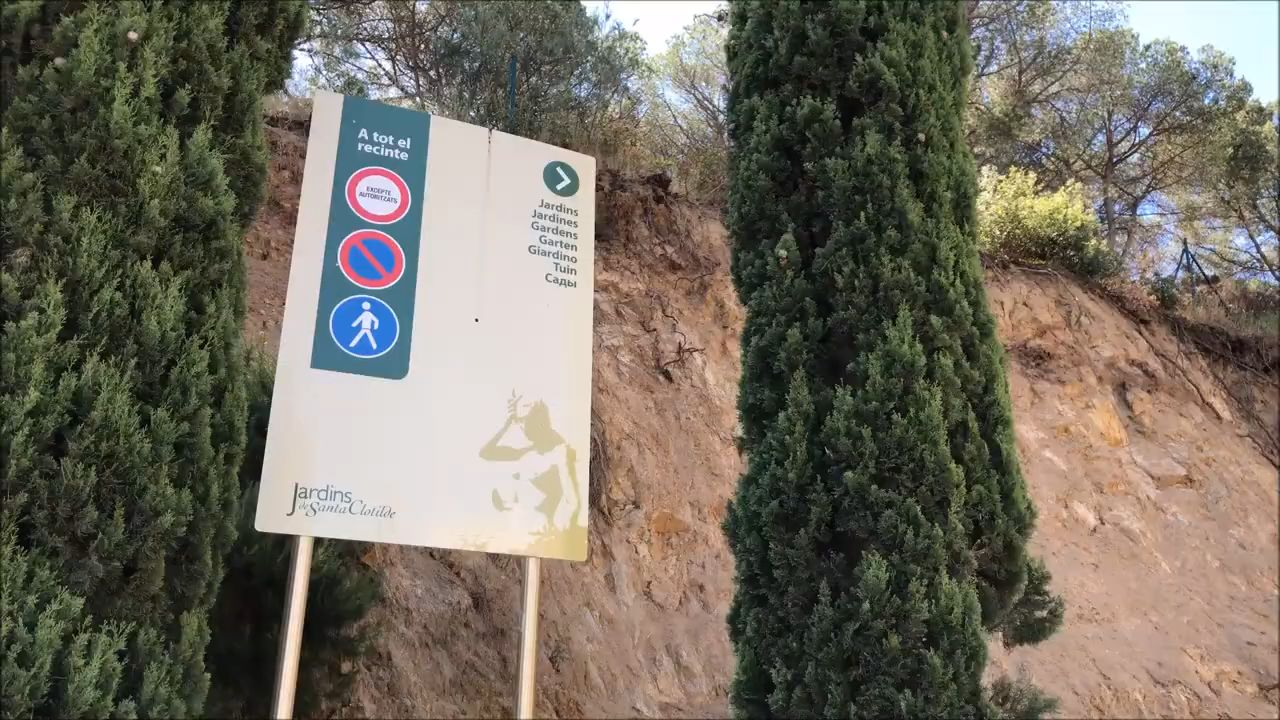 A tot el
recinte
EXCEPTE
AUTORITZATS
Jardins
Jardines
Gardens
Garten
Giardino
Tuin
Сады
Jardins
de Santa Clotilde